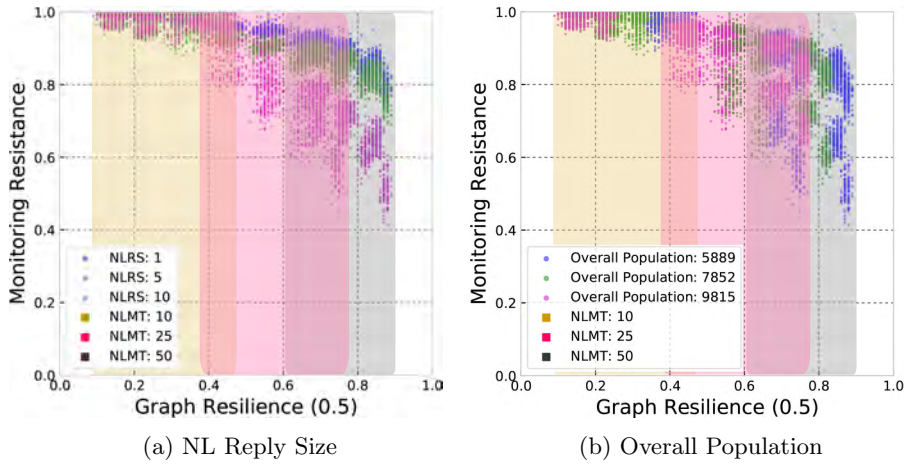 Monitoring Resistance
1.0
0.8
0.6
0.4
0.2
0.0
NLRS: 1
NLRS: 5
NLRS: 10
NLMT: 10
NLMT: 25
NLMT: 50
0.0 0.2 0.4 0.6 0.8 1.0
Graph Resilience (0.5)
(a) NL Reply Size
Monitoring Resistance
1.0
0.8
0.6
0.4
0.2
0.0
Overall Population: 5889
Overall Population: 7852
Overall Population: 9815
NLMT: 10
NLMT: 25
NLMT: 50
0.0 0.2 0.4 0.6 0.8 1.0
Graph Resilience (0.5)
(b) Overall Population